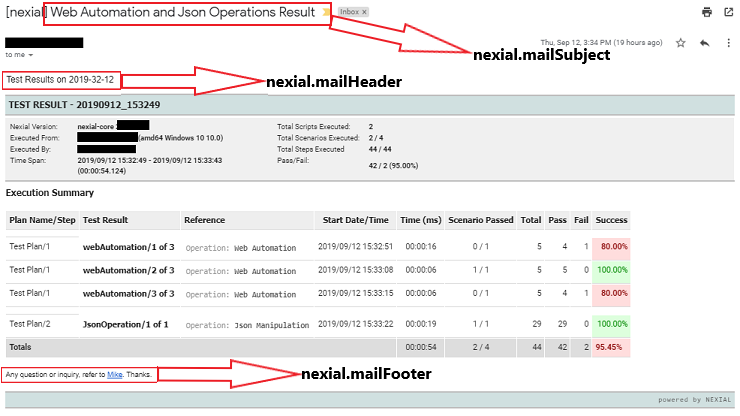 [nexial] Web Automation and Json Operations Result Inbox x
Thu, Sep 12, 3:34 PM (19 hours ago)
to me
nexial.mailSubject
Test Results on 2019-32-12
nexial.mailHeader
TEST RESULT - 20190912_153249
Nexial Version: nexial-core Total Scripts Executed: 2
Executed From: (amd64 Windows 10 10.0) Total Scenarios Executed: 2 / 4
Executed By: Total Steps Executed 44 / 44
Time Span: 2019/09/12 15:32:49 - 2019/09/12 15:33:43 Pass/Fail: 42 / 2 (95.00%)
(00:00:54.124)
Execution Summary
Plan Name/Step Test Result Reference Start Date/Time Time (ms) Scenario Passed Total Pass Fail Success
Test Plan/1 webAutomation/1 of 3 Operation: Web Automation 2019/09/12 15:32:51 00:00:16 0 / 1 5 4 1 80.00%
Test Plan/1 webAutomation/2 of 3 Operation: Web Automation 2019/09/12 15:33:08 00:00:06 1 / 1 5 5 0 100.00%
Test Plan/1 webAutomation/3 of 3 Operation: Web Automation 2019/09/12 15:33:15 00:00:06 0 / 1 5 4 1 80.00%
Test Plan/2 JsonOperation/1 of 1 Operation: Json Manipulation 2019/09/12 15:33:22 00:00:19 1 / 1 29 29 0 100.00%
Totals 00:00:54 2 / 4 44 42 2 95.45%
Any question or inquiry, refer to Mike. Thanks.
nexial.mailFooter
powered by NEXIAL